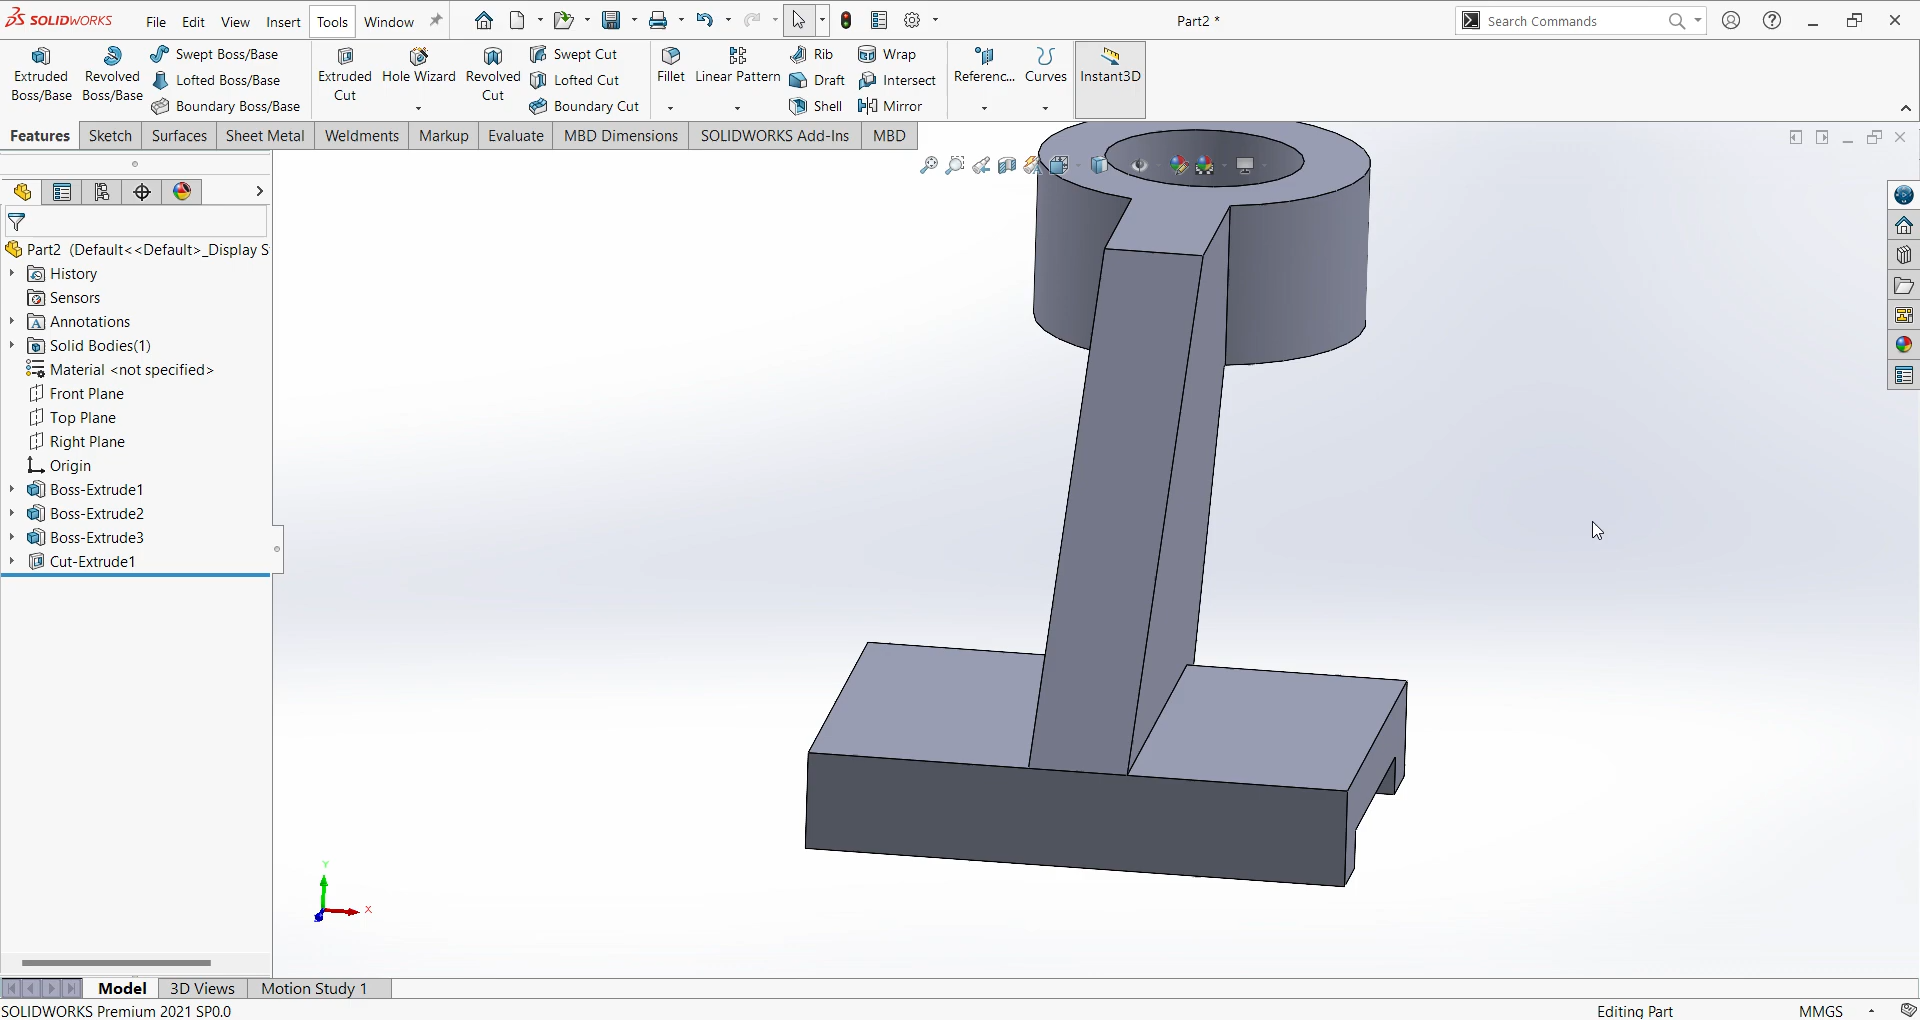 SOLIDWORKS File Edit View Insert Tools Window Part2 * Search Commands
Extruded Boss/Base
Revolved Boss/Base
Swept Boss/Base
Lofted Boss/Base
Boundary Boss/Base
Extruded Cut
Hole Wizard
Revolved Cut
Swept Cut
Lofted Cut
Boundary Cut
Fillet
Linear Pattern
Rib
Draft
Shell
Wrap
Intersect
Mirror
Referenc...
Curves
Instant3D
Features Sketch Surfaces Sheet Metal Weldments Markup Evaluate MBD Dimensions SOLIDWORKS Add-Ins MBD
Part2 (Default<<Default>_Display S
History
Sensors
Annotations
Solid Bodies(1)
Material <not specified>
Front Plane
Top Plane
Right Plane
Origin
Boss-Extrude1
Boss-Extrude2
Boss-Extrude3
Cut-Extrude1
Y
X
Model 3D Views Motion Study 1
SOLIDWORKS Premium 2021 SP0.0 Editing Part MMGS